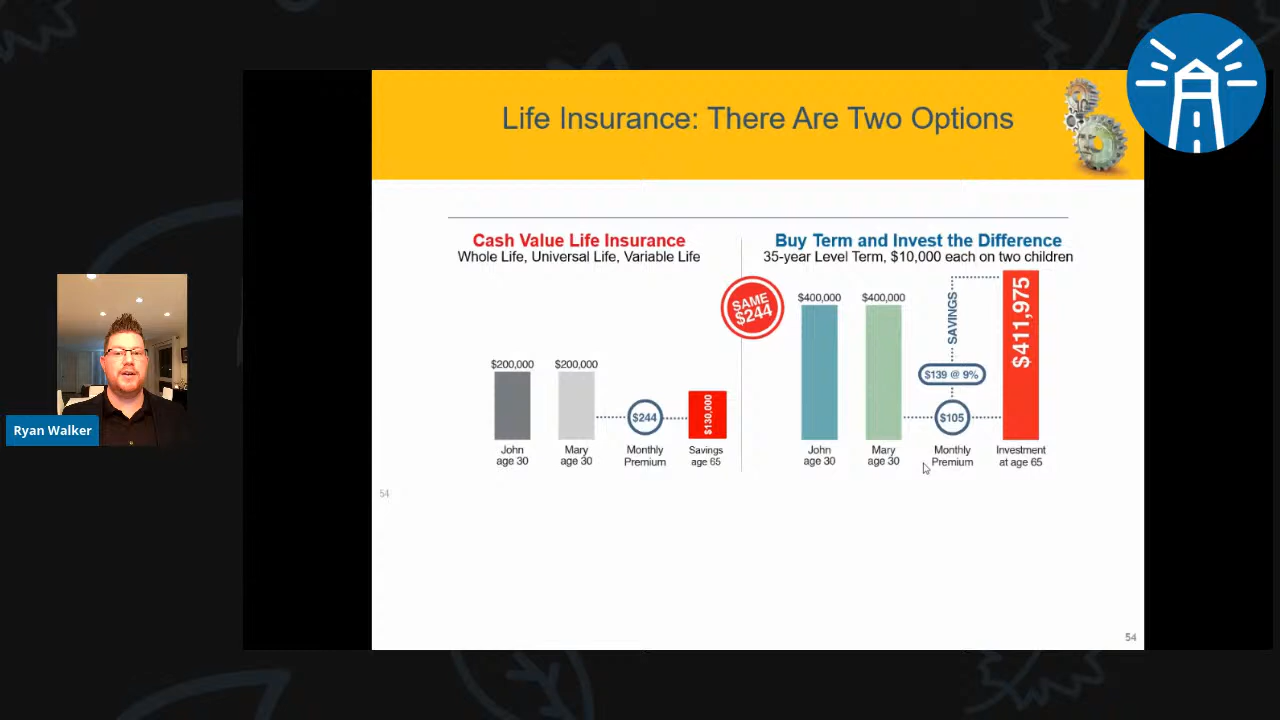 Life Insurance: There Are Two Options
Cash Value Life Insurance
Whole Life, Universal Life, Variable Life
$200,000
$200,000
$244
$130,000
John
age 30
Mary
age 30
Monthly
Premium
Savings
age 65
SAME
$244
Buy Term and Invest the Difference
35-year Level Term, $10,000 each on two children
$400,000
$400,000
SAVINGS
$139 @ 9%
$105
$411,975
John
age 30
Mary
age 30
Monthly
Premium
Investment
at age 65
54
54
Ryan Walker